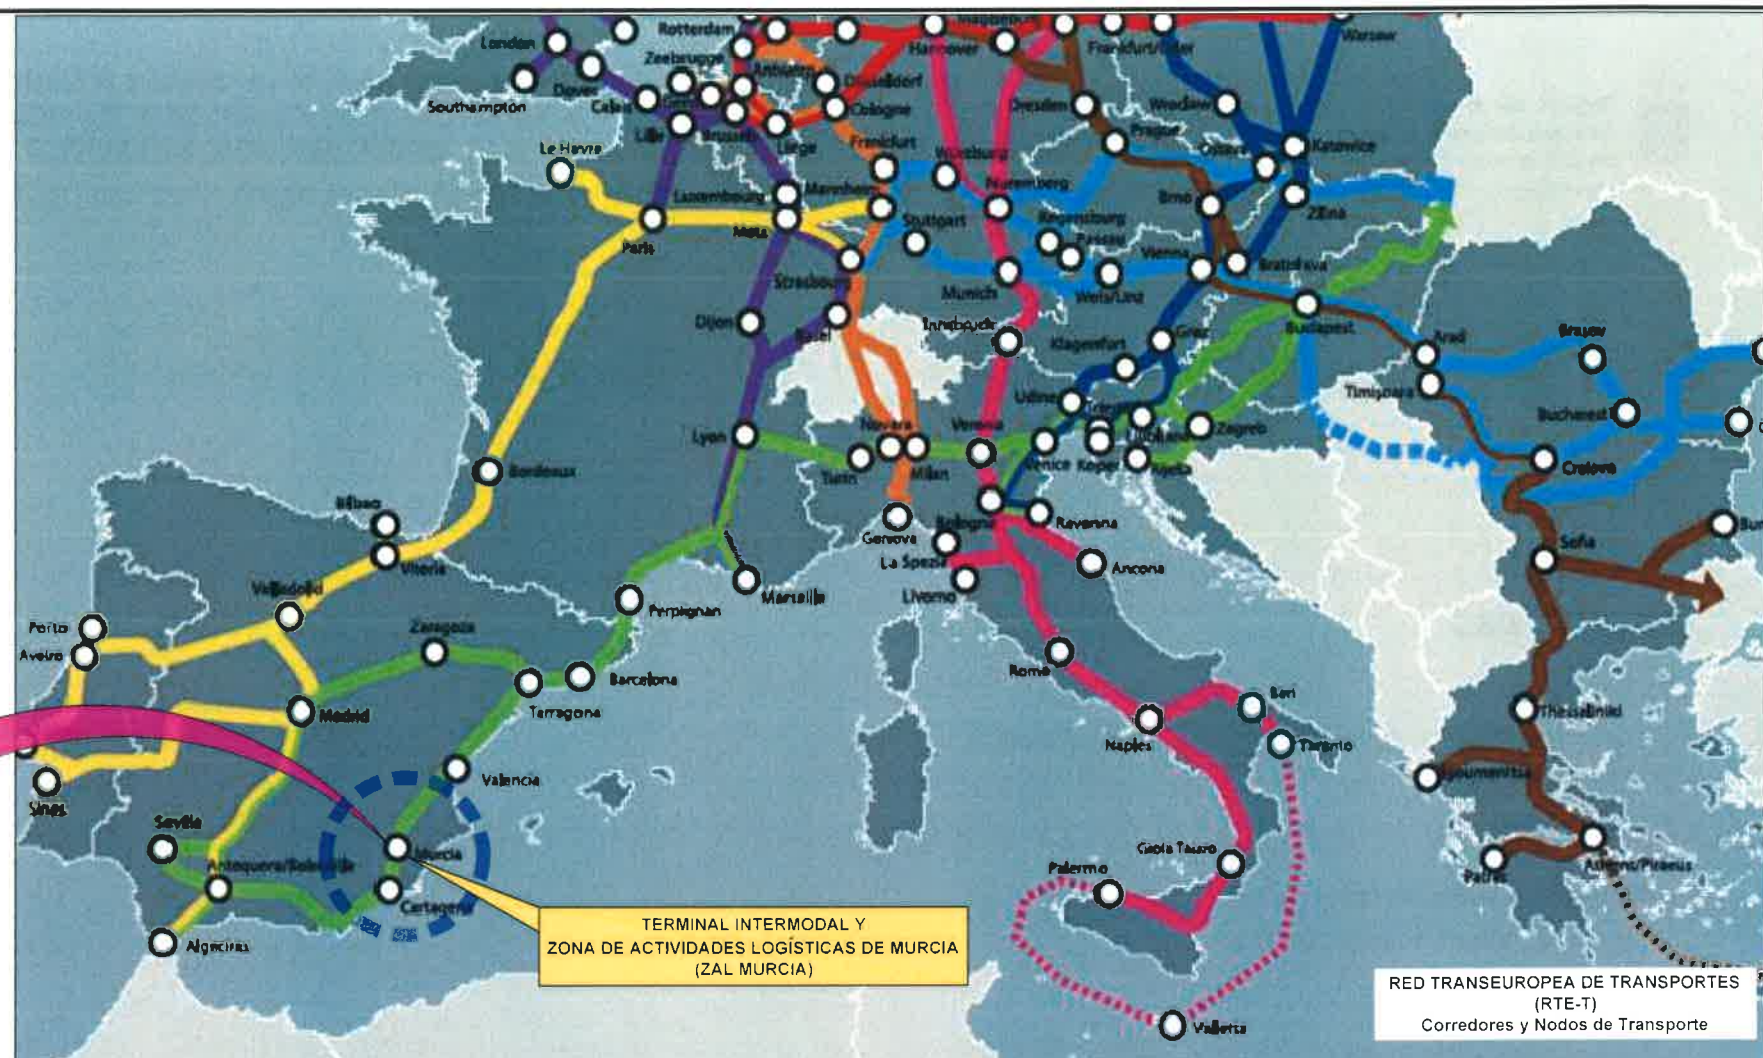 Rotterdam
London
Hannover
Frankfurt/Oder
Warsaw
Zeebrugge
Antwerp
Düsseldorf
Dover
Southampton
Calais
Cologne
Dresden
Wrocław
Lille
Brussels
Liège
Prague
Katowice
Ostrava
Le Havre
Frankfurt
Würzburg
Luxembourg
Mannheim
Nuremberg
Brno
Žilina
Paris
Metz
Stuttgart
Regensburg
Passau
Vienna
Bratislava
Strasbourg
Munich
Wels/Linz
Dijon
Basel
Innsbruck
Graz
Budapest
Klagenfurt
Arad
Brașov
Timișoara
Udine
Lyon
Novara
Verona
Ljubljana
Zagreb
Bucharest
Turin
Milan
Venice
Koper
Rijeka
Craiova
Bordeaux
Bilbao
Genova
Bologna
Ravenna
Sofia
Bur
Vitoria
La Spezia
Ancona
Valladolid
Marseille
Livorno
Perpignan
Porto
Zaragoza
Aveiro
Rome
Barcelona
Madrid
Tarragona
Bari
Thessaloniki
Naples
Taranto
Igoumenitsa
Valencia
Sines
Sevilla
Murcia
Gioia Tauro
Antequera/Bobadilla
Palermo
Patras
Athens/Piraeus
Cartagena
Algeciras
TERMINAL INTERMODAL Y
ZONA DE ACTIVIDADES LOGÍSTICAS DE MURCIA
(ZAL MURCIA)
Valletta
RED TRANSEUROPEA DE TRANSPORTES
(RTE-T)
Corredores y Nodos de Transporte